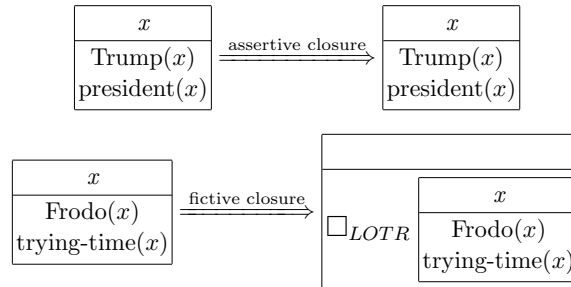 x
Trump(x)
president(x)
assertive closure
x
Trump(x)
president(x)
x
Frodo(x)
trying-time(x)
fictive closure
□LOTR
x
Frodo(x)
trying-time(x)